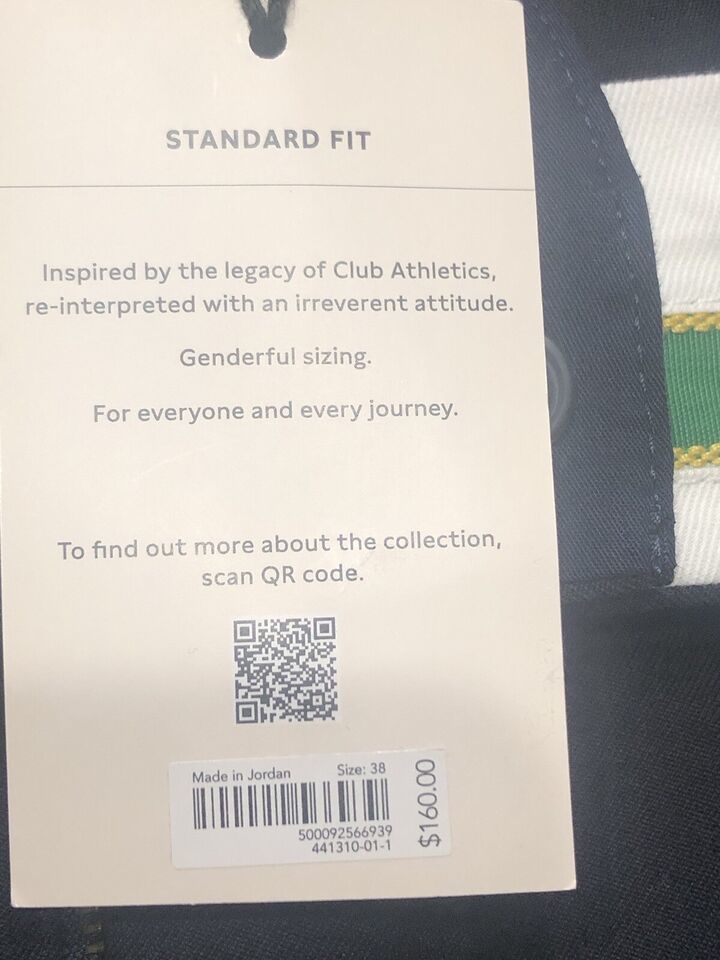 STANDARD FIT
Inspired by the legacy of Club Athletics,
re-interpreted with an irreverent attitude.
Genderful sizing.
For everyone and every journey.
To find out more about the collection,
scan QR code.
Made in Jordan Size: 38
500092566939
441310-01-1
$160.00